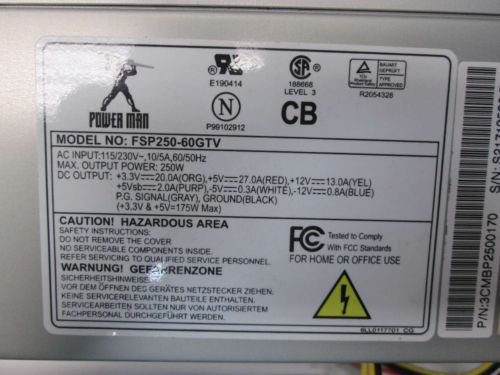 POWER MAN
E190414
188668
LEVEL 3
BAUART
GEPRÜFT
TYPE
APPROVED
R2054328
N
P99102912
CB
MODEL NO: FSP250-60GTV
AC INPUT:115/230V~,10/5A,60/50Hz
MAX. OUTPUT POWER: 250W
DC OUTPUT: +3.3V⎓20.0A(ORG), +5V⎓27.0A(RED), +12V⎓13.0A(YEL)
+5Vsb⎓2.0A(PURPLE), -5V⎓0.3A(WHITE),-12V⎓0.8A(BLUE)
P.G. SIGNAL(GRAY), GROUND(BLACK)
(+3.3V & +5V=175W Max)
CAUTION! HAZARDOUS AREA
SAFETY INSTRUCTIONS:
DO NOT REMOVE THE COVER.
NO SERVICEABLE COMPONENTS INSIDE.
REFER SERVICING TO QUALIFIED SERVICE PERSONNEL.
WARNUNG! GEFAHRENZONE
SICHERHEITSHINWEISE
VOR ÖFFNEN DES GERÄTES NETZSTECKER ZIEHEN.
KEINE SERVICERELEVANTEN BAUTEILE ENTHALTEN.
SERVICEARBEITEN SOLLTEN NUR VON AUTORISIERTEM
FACHPERSONAL DURCHGEFÜHRT WERDEN.
FC Tested to Comply
With FCC Standards
FOR HOME OR OFFICE USE
P/N:3CMBP2500170